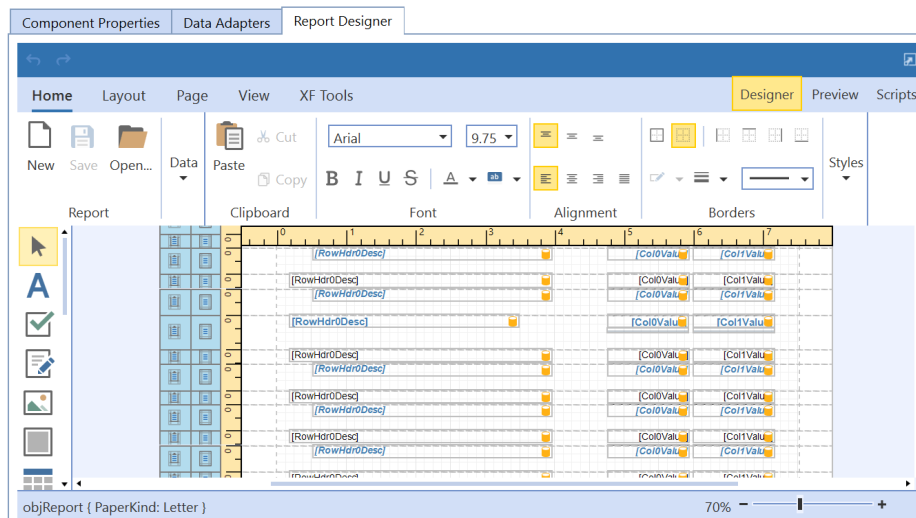 Component Properties Data Adapters Report Designer
Home Layout Page View XF Tools Designer Preview Scripts
New Save Open... Data Paste Cut Copy Arial 9.75 Styles
B I U S A ab
Report Clipboard Font Alignment Borders
0 1 2 3 4 5 6 7
[RowHdr0Desc] [Col0Valu [Col1Valu
[RowHdr0Desc] [Col0Valu] [Col1Valu
[RowHdr0Desc] [Col0Valu [Col1Valu
[RowHdr0Desc] [Col0Valu [Col1Valu
[RowHdr0Desc] [Col0Valu] [Col1Valu
[RowHdr0Desc] [Col0Valu [Col1Valu
[RowHdr0Desc] [Col0Valu] [Col1Valu
[RowHdr0Desc] [Col0Valu [Col1Valu
[RowHdr0Desc] [Col0Valu] [Col1Valu
[RowHdr0Desc] [Col0Valu [Col1Valu
[RowHdr0Desc] [Col0Valu] [Col1Valu
objReport { PaperKind: Letter } 70%